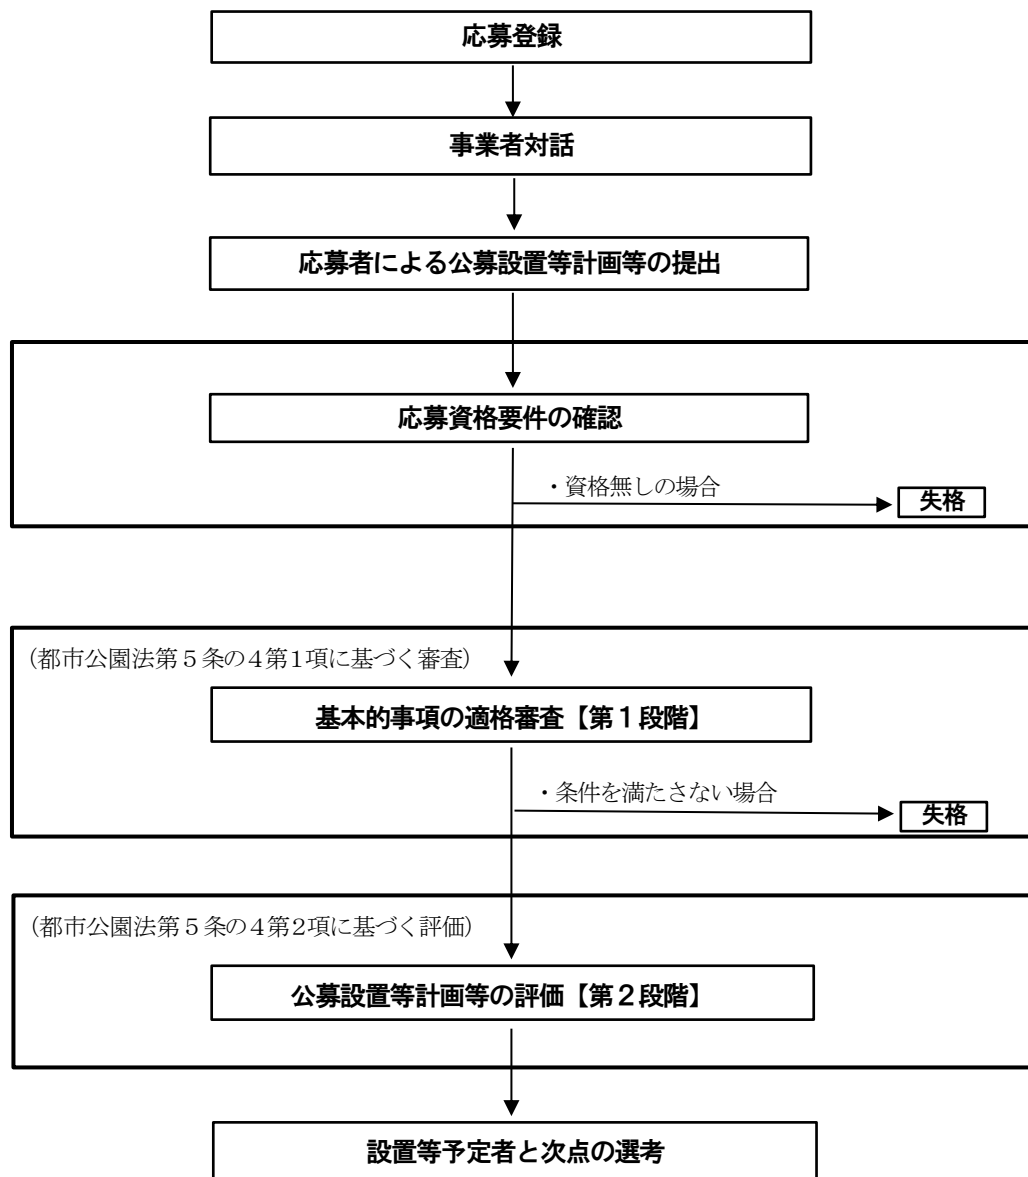 応募登録
事業者対話
応募者による公募設置等計画等の提出
応募資格要件の確認
・資格無しの場合
失格
（都市公園法第５条の４第1項に基づく審査）
基本的事項の適格審査【第１段階】
・条件を満たさない場合
失格
（都市公園法第５条の４第2項に基づく評価）
公募設置等計画等の評価【第２段階】
設置等予定者と次点の選考